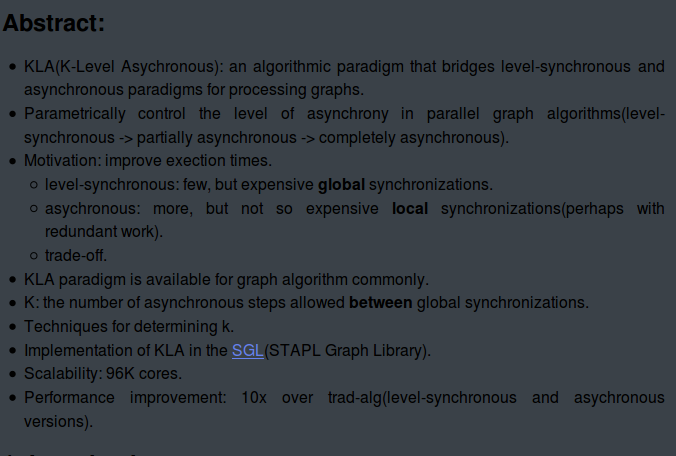 Abstract:
● KLA(K-Level Asychronous): an algorithmic paradigm that bridges level-synchronous and
asynchronous paradigms for processing graphs.
● Parametrically control the level of asynchrony in parallel graph algorithms(level-
synchronous -> partially asynchronous -> completely asynchronous).
● Motivation: improve exection times.
○ level-synchronous: few, but expensive global synchronizations.
○ asychronous: more, but not so expensive local synchronizations(perhaps with
redundant work).
○ trade-off.
● KLA paradigm is available for graph algorithm commonly.
● K: the number of asynchronous steps allowed between global synchronizations.
● Techniques for determining k.
● Implementation of KLA in the SGL(STAPL Graph Library).
● Scalability: 96K cores.
● Performance improvement: 10x over trad-alg(level-synchronous and asychronous
versions).